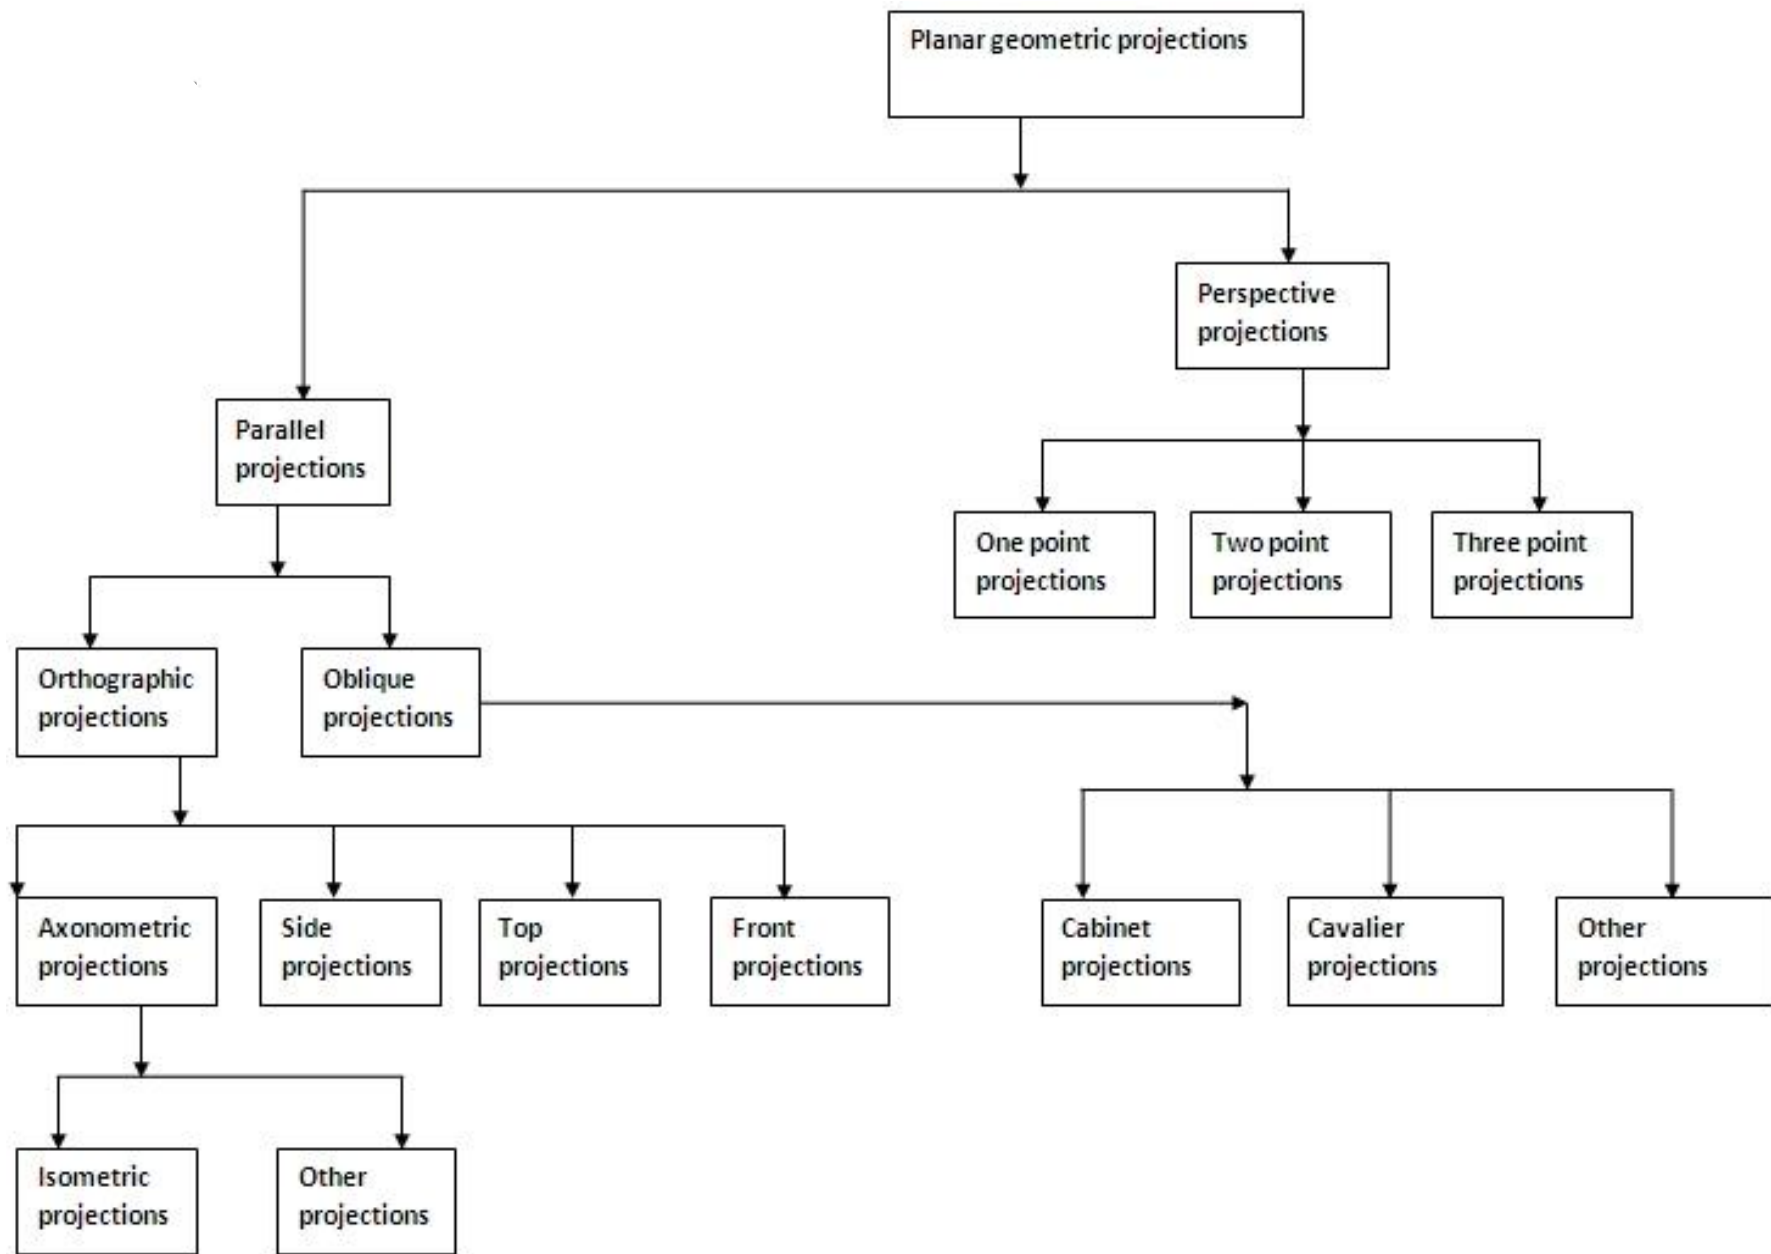 Planar geometric projections
Perspective
projections
Parallel
projections
One point
projections
Two point
projections
Three point
projections
Orthographic
projections
Oblique
projections
Axonometric
projections
Side
projections
Top
projections
Front
projections
Cabinet
projections
Cavalier
projections
Other
projections
Isometric
projections
Other
projections